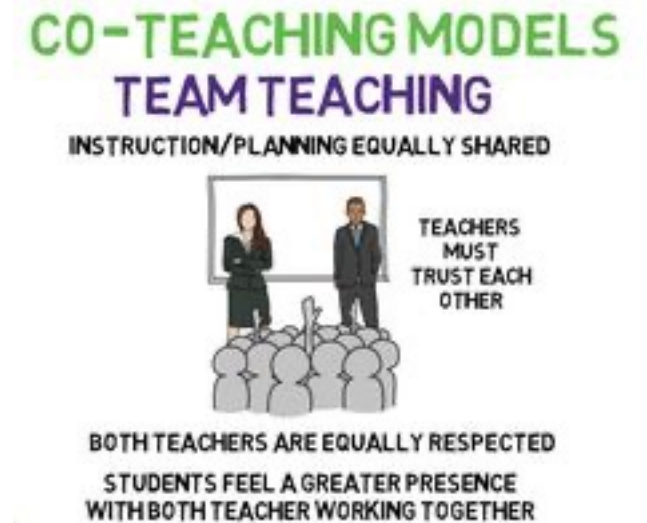 CO-TEACHING MODELS
TEAM TEACHING
INSTRUCTION/PLANNING EQUALLY SHARED
TEACHERS
MUST
TRUST EACH
OTHER
BOTH TEACHERS ARE EQUALLY RESPECTED
STUDENTS FEEL A GREATER PRESENCE
WITH BOTH TEACHER WORKING TOGETHER